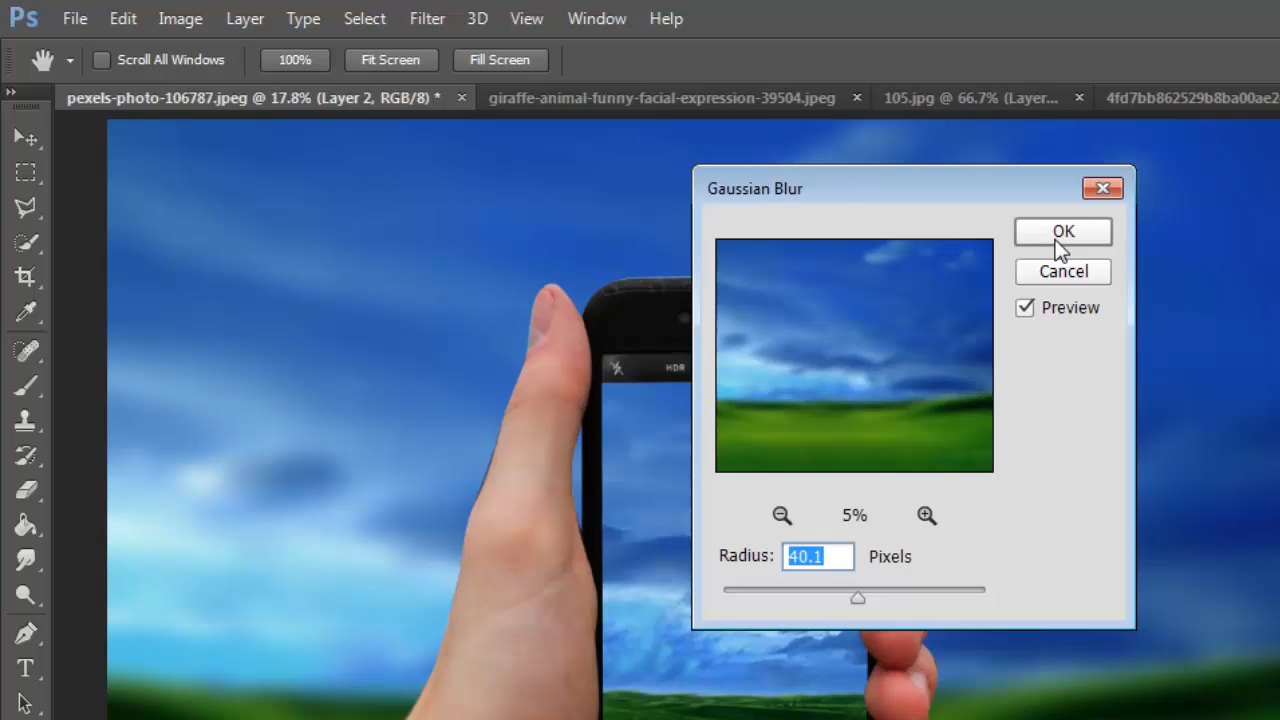 Ps File Edit Image Layer Type Select Filter 3D View Window Help
Scroll All Windows 100% Fit Screen Fill Screen
pexels-photo-106787.jpeg @ 17.8% (Layer 2, RGB/8) * × giraffe-animal-funny-facial-expression-39504.jpeg × 105.jpg @ 66.7% (Layer... × 4fd7bb862529b8ba00ae2
Gaussian Blur
OK
Cancel
Preview
HDR
5%
Radius: 40.1 Pixels
T